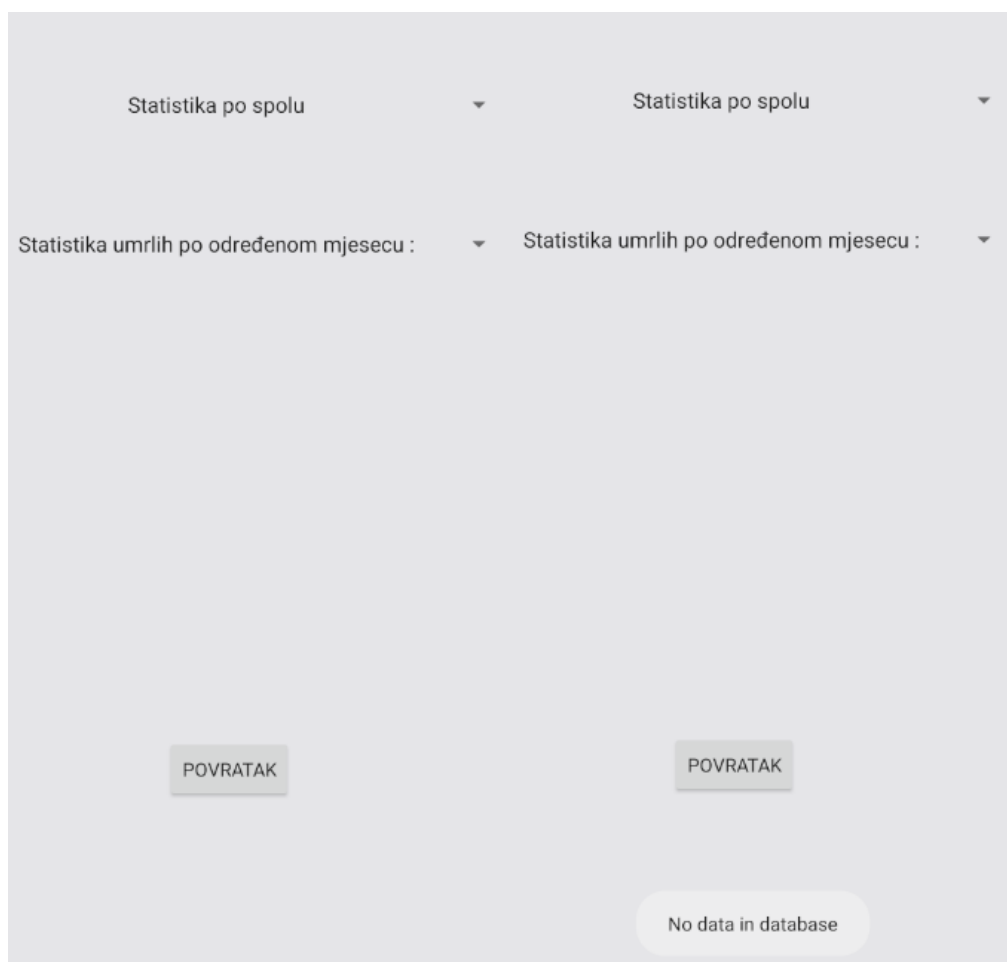 Statistika po spolu
Statistika umrlih po određenom mjesecu :
POVRATAK
Statistika po spolu
Statistika umrlih po određenom mjesecu :
POVRATAK
No data in database